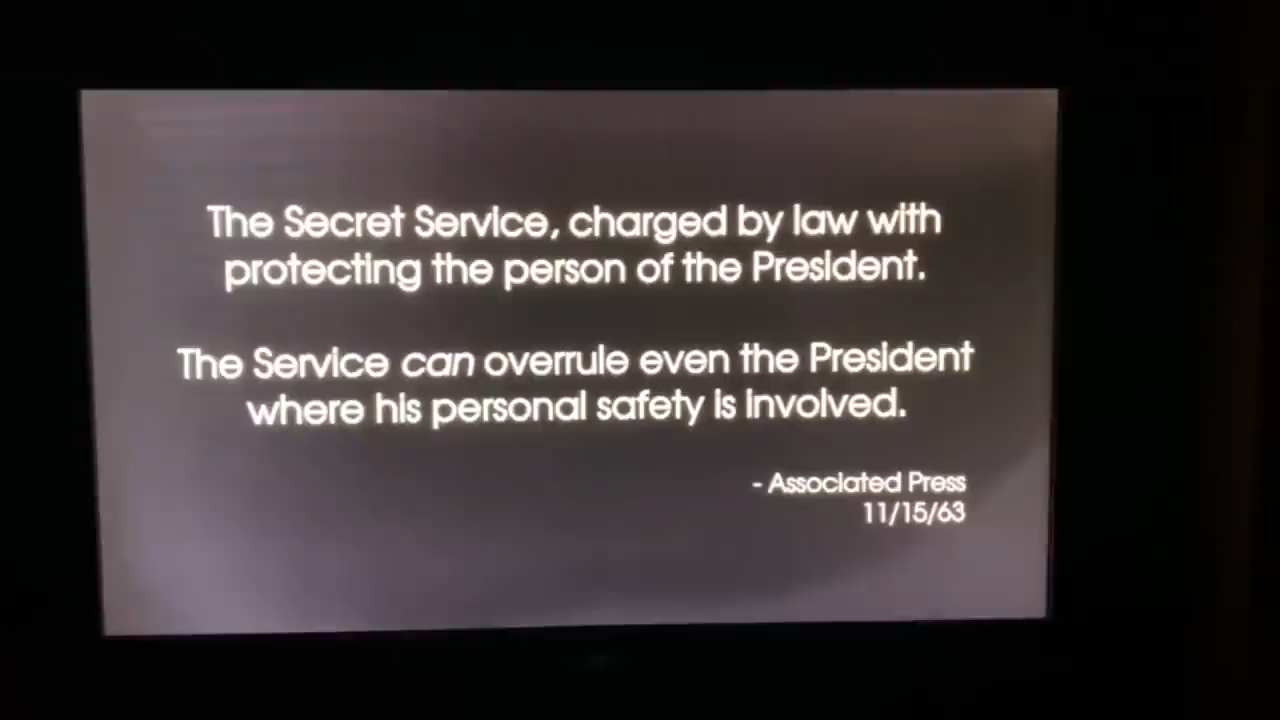 The Secret Service, charged by law with
protecting the person of the President.
The Service can overrule even the President
where his personal safety is involved.
- Associated Press
11/15/63